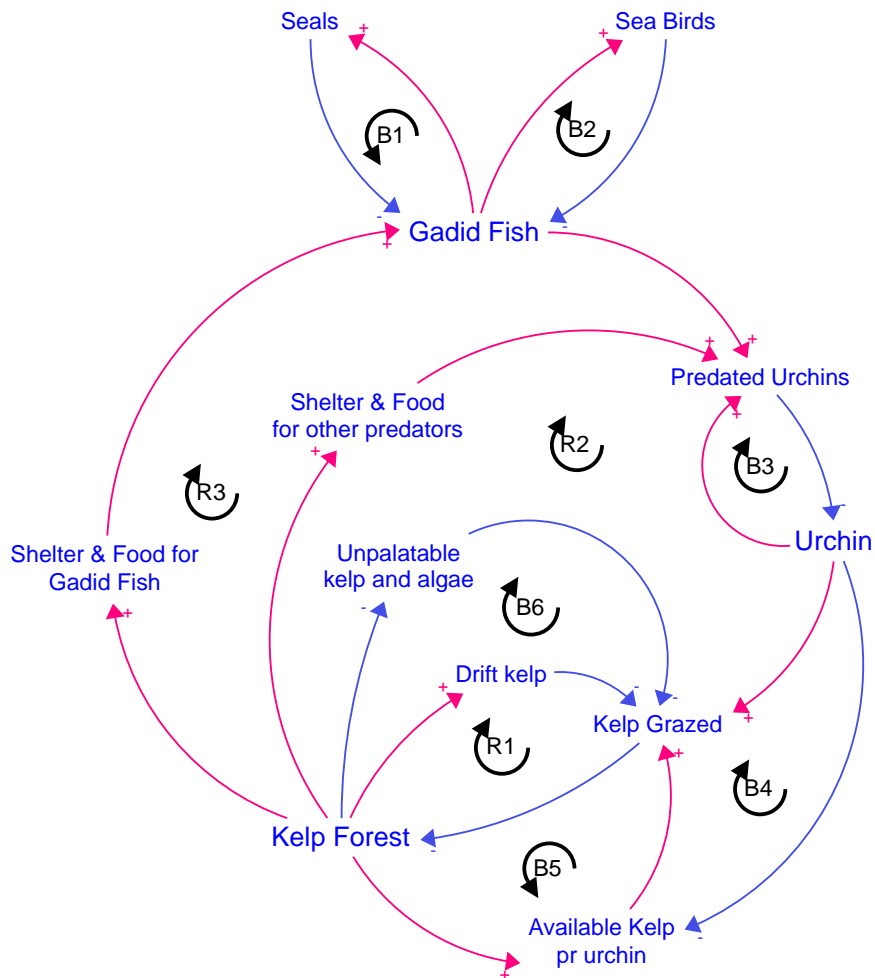 Seals
Sea Birds
+
+
B1
B2
-
-
Gadid Fish
+
+
+
Predated Urchins
+
Shelter & Food
for other predators
+
R2
B3
R3
-
Urchin
Shelter & Food for
Gadid Fish
+
Unpalatable
kelp and algae
-
B6
Drift kelp
+
-
-
Kelp Grazed
+
+
R1
B4
Kelp Forest
-
B5
Available Kelp
pr urchin
+
-